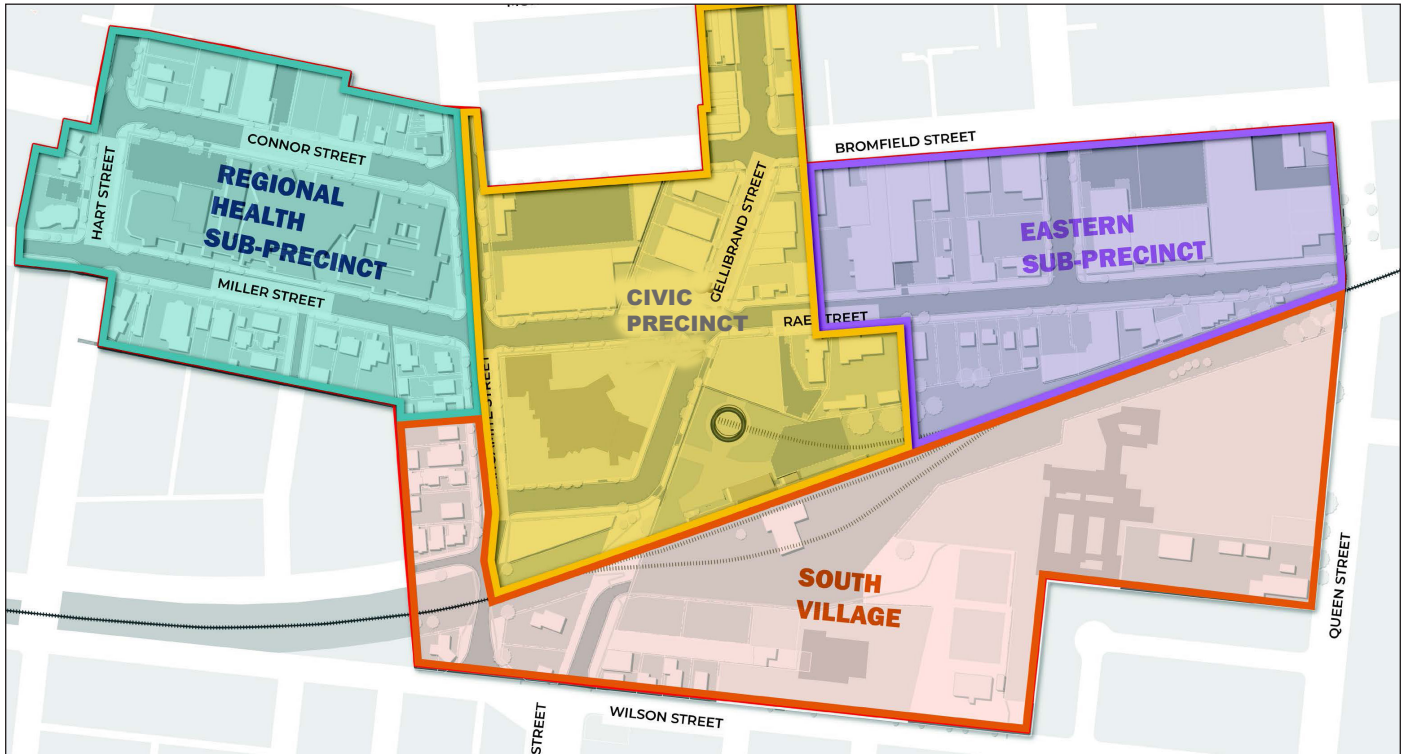 CONNOR STREET
HART STREET
REGIONAL
HEALTH
SUB-PRECINCT
MILLER STREET
BROMFIELD STREET
GELLIBRAND STREET
EASTERN
SUB-PRECINCT
CIVIC
PRECINCT
RAE STREET
SOUTH
VILLAGE
QUEEN STREET
WILSON STREET
STREET